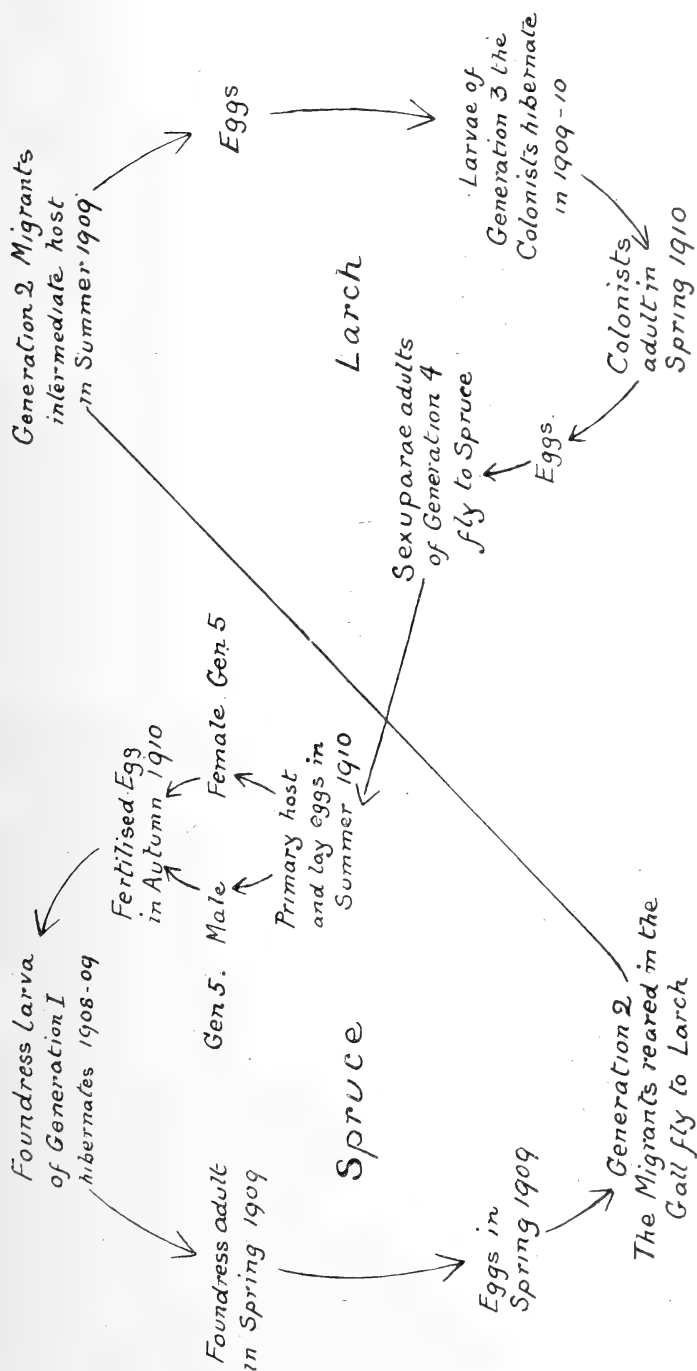 Foundress larva
of Generation I
hibernates 1908-09
Foundress adult
in Spring 1909
Eggs in
Spring 1909
Generation 2
The Migrants reared in the
Gall fly to Larch
Spruce
Generation 2 Migrants
intermediate host
in Summer 1909
Eggs
Larvae of
Generation 3 the
Colonists hibernate
in 1909-10
Colonists
adult in
Spring 1910
Eggs.
Larch
Sexuparae adults
of Generation 4
fly to Spruce
Primary host
and lay eggs in
Summer 1910
Gen 5. Male
Female. Gen 5
Fertilised Egg
in Autumn 1910